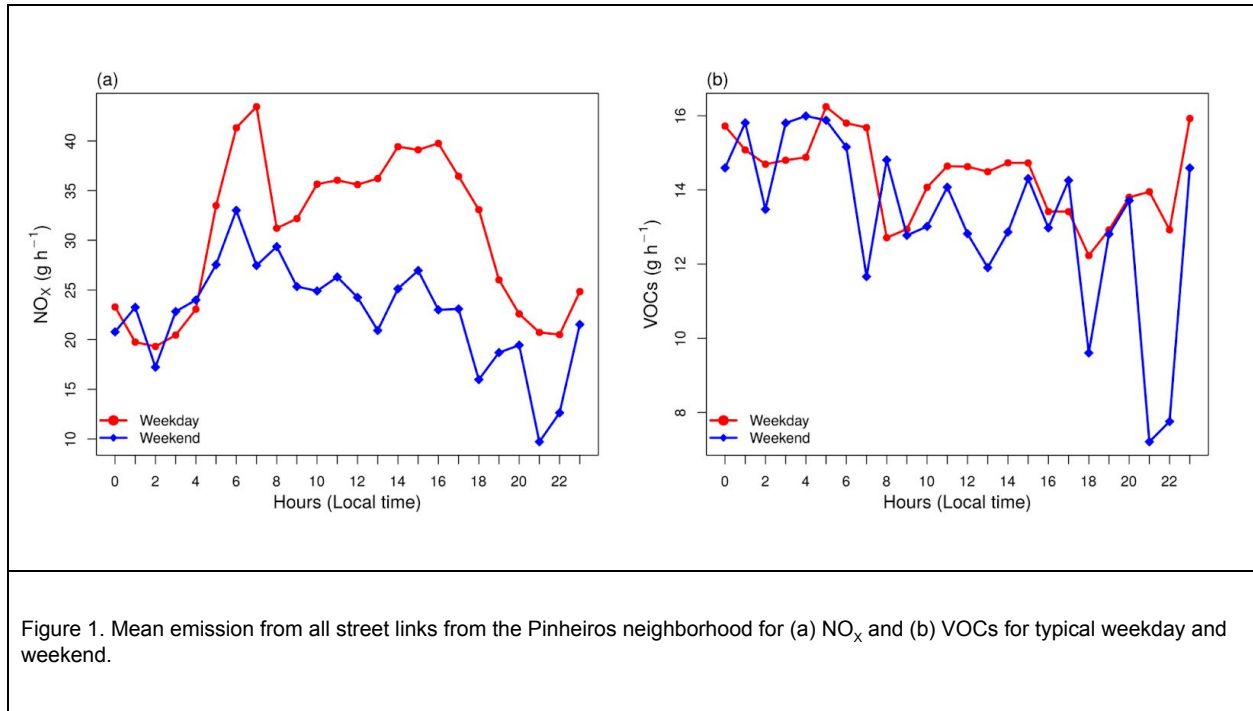 (a)
NOX (g h−1)
40
35
30
25
20
15
10
Weekday
Weekend
0 2 4 6 8 10 12 14 16 18 20 22
Hours (Local time)
(b)
VOCs (g h−1)
16
14
12
10
8
Weekday
Weekend
0 2 4 6 8 10 12 14 16 18 20 22
Hours (Local time)
Figure 1. Mean emission from all street links from the Pinheiros neighborhood for (a) NOx and (b) VOCs for typical weekday and
weekend.